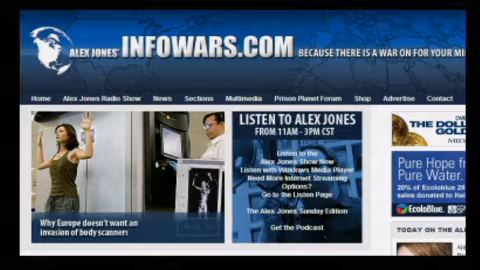 ALEX JONES' INFOWARS.COM BECAUSE THERE IS A WAR ON FOR YOUR MI
Home Alex Jones Radio Show News Sections Multimedia Prison Planet Forum Shop Advertise Contact
Why Europe doesn't want an
invasion of body scanners
LISTEN TO ALEX JONES
FROM 11AM - 3PM CST
Listen to the
Alex Jones Show Now
Listen with Windows Media Player
Need More Internet Streaming
Options?
Go to the Listen Page
The Alex Jones Sunday Edition
Get the Podcast
THE DOLL
GOLD
Pure Hope f
Pure Water.
20% of Ecoloblue 28
sales donated to Hai
EcoloBlue
TODAY ON THE AL